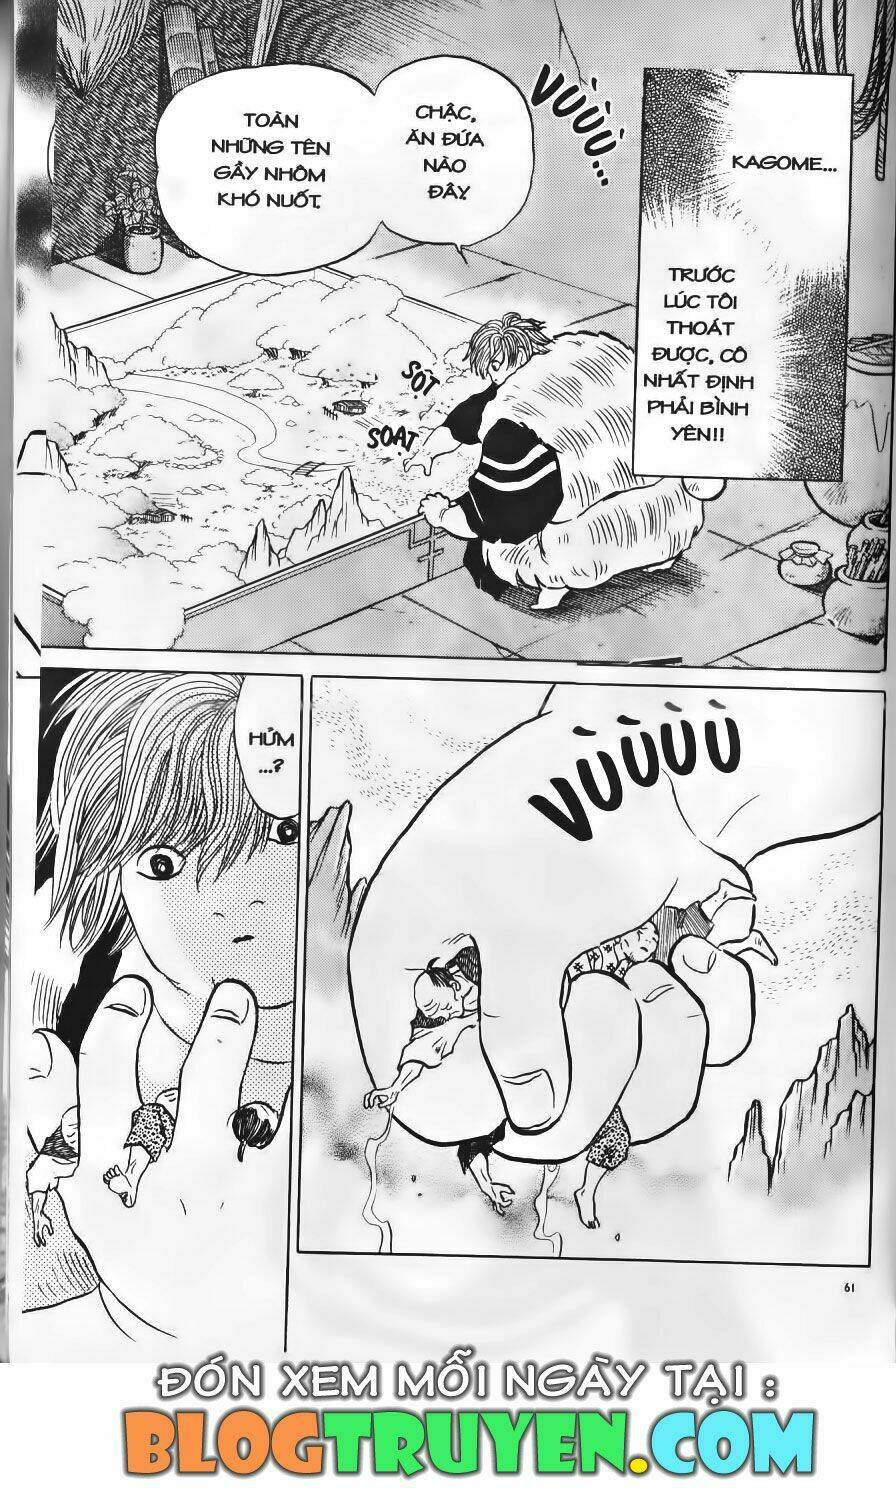 KAGOME...
TRƯỚC
LÚC TÔI
THOÁT
ĐƯỢC, CÔ
NHẤT ĐỊNH
PHẢI BÌNH
YÊN!!
VÙÙÙ...
CHẬC,
ĂN ĐỨA
NÀO
ĐÂY.
TOÀN
NHỮNG TÊN
GẦY NHÔM
KHÓ NUỐT.
SỘT
SOẠT
VÙÙÙÙ
HỬM
...?
61
ĐÓN XEM MỖI NGÀY TẠI :
BLOGTRUYEN.COM